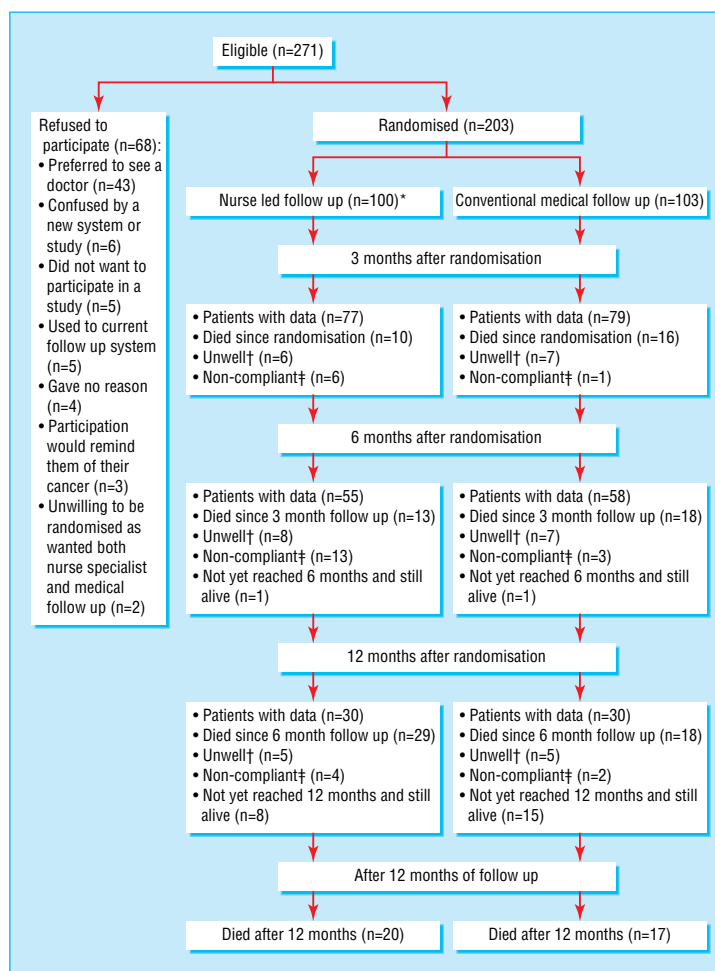 Eligible (n=271)
Refused to
participate (n=68):
• Preferred to see a
doctor (n=43)
• Confused by a
new system or
study (n=6)
• Did not want to
participate in a
study (n=5)
• Used to current
follow up system
(n=5)
• Gave no reason
(n=4)
• Participation
would remind
them of their
cancer (n=3)
• Unwilling to be
randomised as
wanted both
nurse specialist
and medical
follow up (n=2)
Randomised (n=203)
Nurse led follow up (n=100)*
Conventional medical follow up (n=103)
3 months after randomisation
• Patients with data (n=77)
• Died since randomisation (n=10)
• Unwell† (n=6)
• Non-compliant‡ (n=6)
• Patients with data (n=79)
• Died since randomisation (n=16)
• Unwell† (n=7)
• Non-compliant‡ (n=1)
6 months after randomisation
• Patients with data (n=55)
• Died since 3 month follow up (n=13)
• Unwell† (n=8)
• Non-compliant‡ (n=13)
• Not yet reached 6 months and still
alive (n=1)
• Patients with data (n=58)
• Died since 3 month follow up (n=18)
• Unwell† (n=7)
• Non-compliant‡ (n=3)
• Not yet reached 6 months and still
alive (n=1)
12 months after randomisation
• Patients with data (n=30)
• Died since 6 month follow up (n=29)
• Unwell† (n=5)
• Non-compliant‡ (n=4)
• Not yet reached 12 months and still
alive (n=8)
• Patients with data (n=30)
• Died since 6 month follow up (n=18)
• Unwell† (n=5)
• Non-compliant‡ (n=2)
• Not yet reached 12 months and still
alive (n=15)
After 12 months of follow up
Died after 12 months (n=20)
Died after 12 months (n=17)